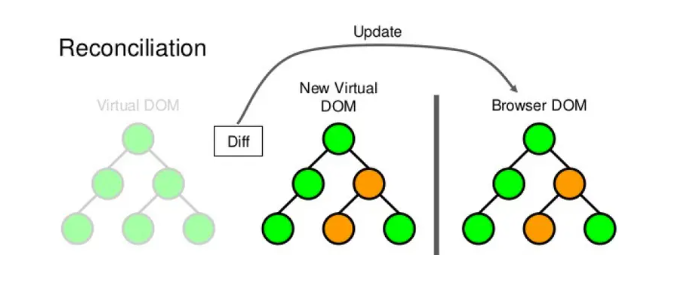 Reconciliation
Update
Virtual DOM
Diff
New Virtual
DOM
Browser DOM